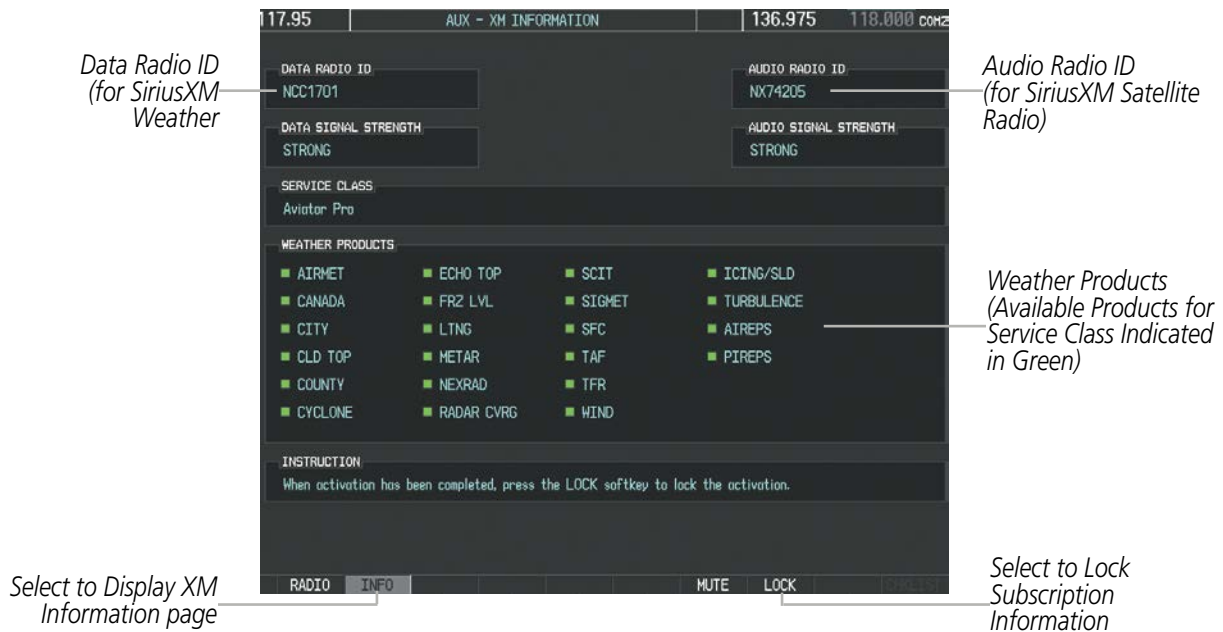 117.95 AUX - XM INFORMATION 136.975 118.000 COM2
Data Radio ID
(for SiriusXM
Weather
DATA RADIO ID
NCC1701
AUDIO RADIO ID
NX74205
Audio Radio ID
(for SiriusXM Satellite
Radio)
DATA SIGNAL STRENGTH
STRONG
AUDIO SIGNAL STRENGTH
STRONG
SERVICE CLASS
Aviator Pro
WEATHER PRODUCTS
AIRMET ECHO TOP SCIT ICING/SLD
CANADA FRZ LVL SIGMET TURBULENCE
CITY LTNG SFC AIREPS
CLD TOP METAR TAF PIREPS
COUNTY NEXRAD TFR
CYCLONE RADAR CVRG WIND
Weather Products
(Available Products for
Service Class Indicated
in Green)
INSTRUCTION
When activation has been completed, press the LOCK softkey to lock the activation.
RADIO INFO MUTE LOCK
Select to Display XM
Information page
Select to Lock
Subscription
Information